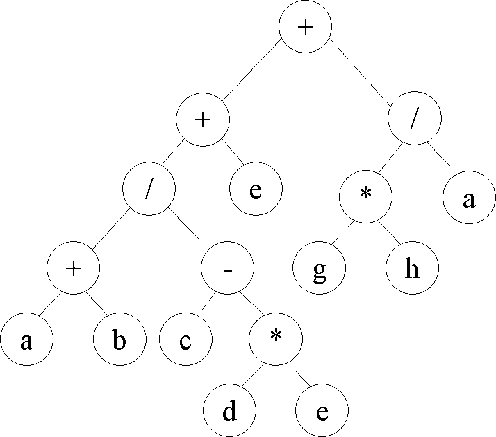 +
+ /
/ e * a
+ - g h
a b c *
d e